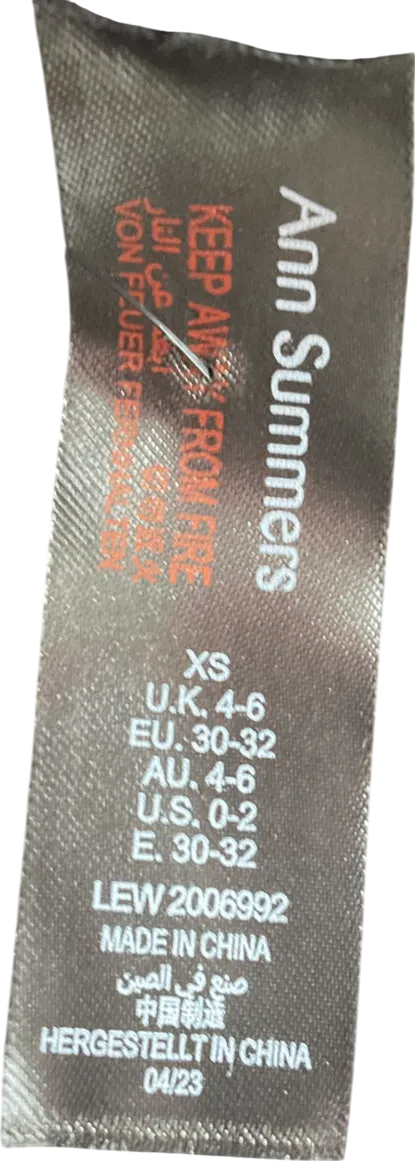 Ann Summers
KEEP AWAY FROM FIRE
النار
VON FEUER FERNHALTEN
XS
U.K. 4-6
EU. 30-32
AU. 4-6
U.S. 0-2
E. 30-32
LEW 2006992
MADE IN CHINA
صنع في الصين
中国制造
HERGESTELLT IN CHINA
04/23